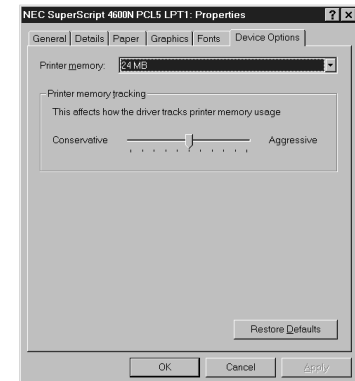 NEC SuperScript 4600N PCL5 LPT1: Properties
General Details Paper Graphics Fonts Device Options
Printer memory: 24 MB
Printer memory tracking
This affects how the driver tracks printer memory usage
Conservative Aggressive
Restore Defaults
OK Cancel Apply